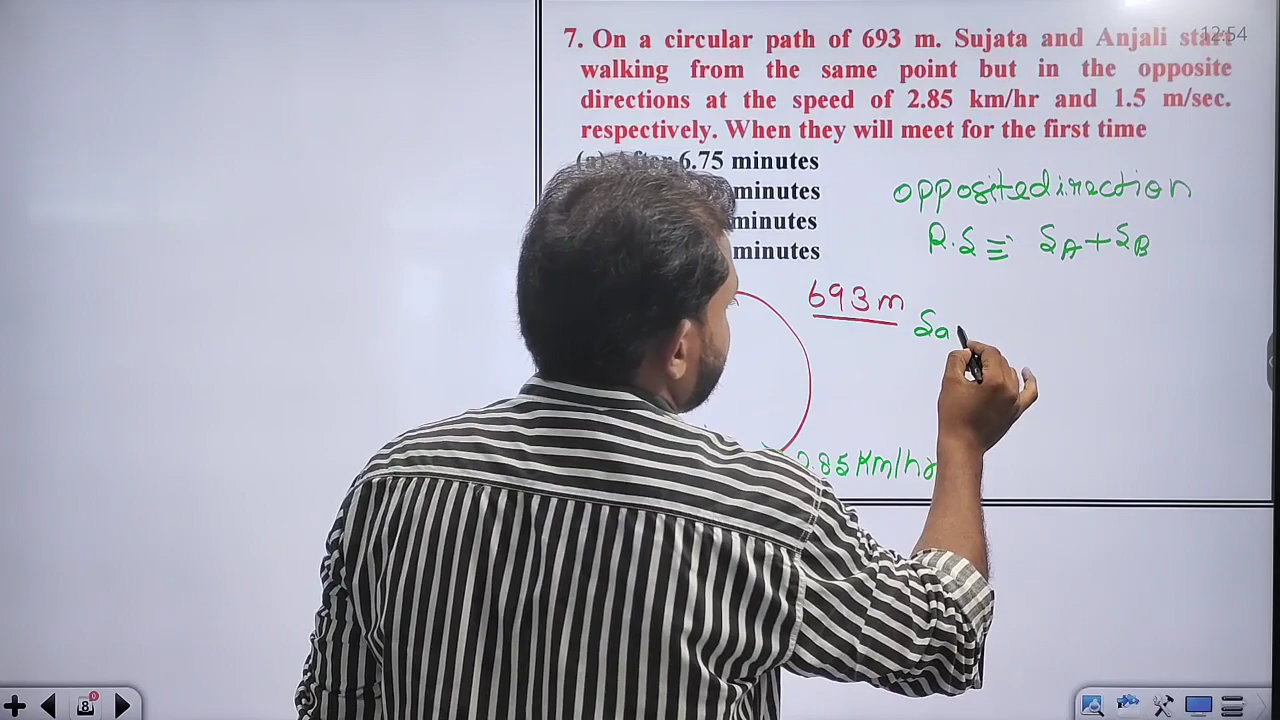 12:54
7. On a circular path of 693 m. Sujata and Anjali start
walking from the same point but in the opposite
directions at the speed of 2.85 km/hr and 1.5 m/sec.
respectively. When they will meet for the first time
(a) After 6.75 minutes
minutes
minutes
minutes
opposite direction
R.S = SA+SB
693 m
Sa
2.85 Km/hr
8